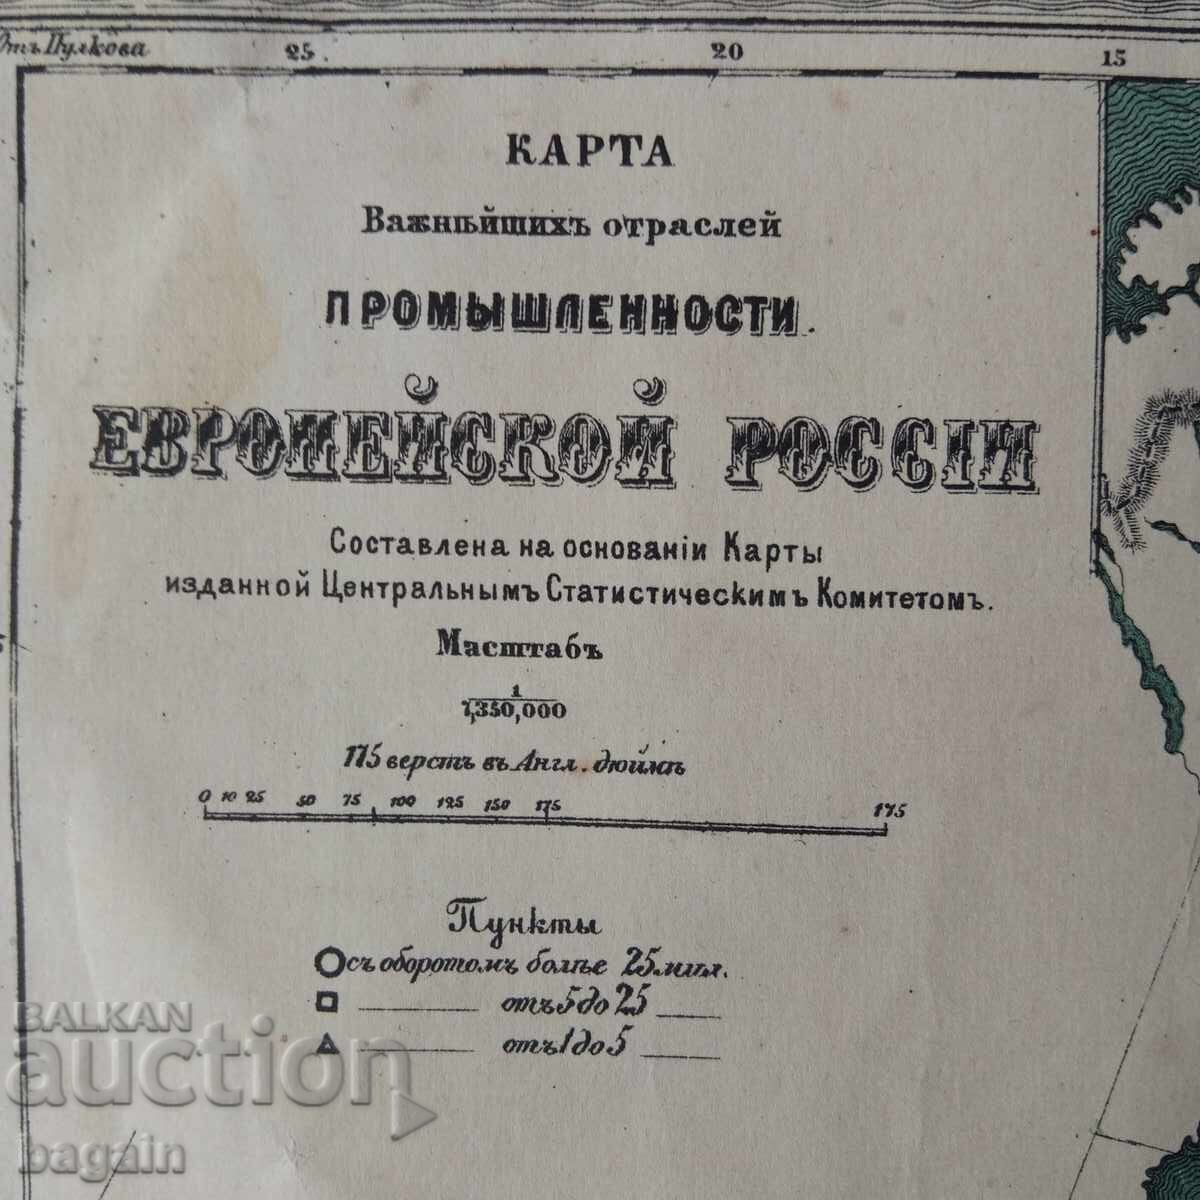 Отъ Пулкова 25 20 15
КАРТА
Важнѣйшихъ отраслей
ПРОМЫШЛЕННОСТИ
ЕВРОПЕЙСКОЙ РОССІИ
Составлена на основаніи Карты
изданной Центральнымъ Статистическимъ Комитетомъ.
Масштабъ
1
7,350,000
175 верстъ въ Англ. дюймѣ
0 10 25 50 75 100 125 150 175 175
Пункты
съ оборотомъ болѣе 25 мил.
отъ 5 до 25
отъ 1 до 5
BALKAN
auction
bagain